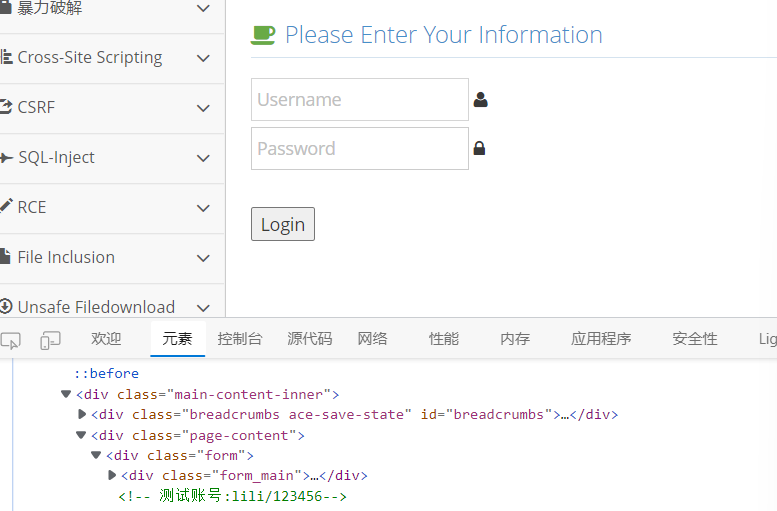 暴力破解
Cross-Site Scripting
CSRF
SQL-Inject
RCE
File Inclusion
Unsafe Filedownload
Please Enter Your Information
Username
Password
Login
欢迎 元素 控制台 源代码 网络 性能 内存 应用程序 安全性 Lig
::before
<div class="main-content-inner">
<div class="breadcrumbs ace-save-state" id="breadcrumbs">…</div>
<div class="page-content">
<div class="form">
<div class="form_main">…</div>
<!-- 测试账号:lili/123456-->